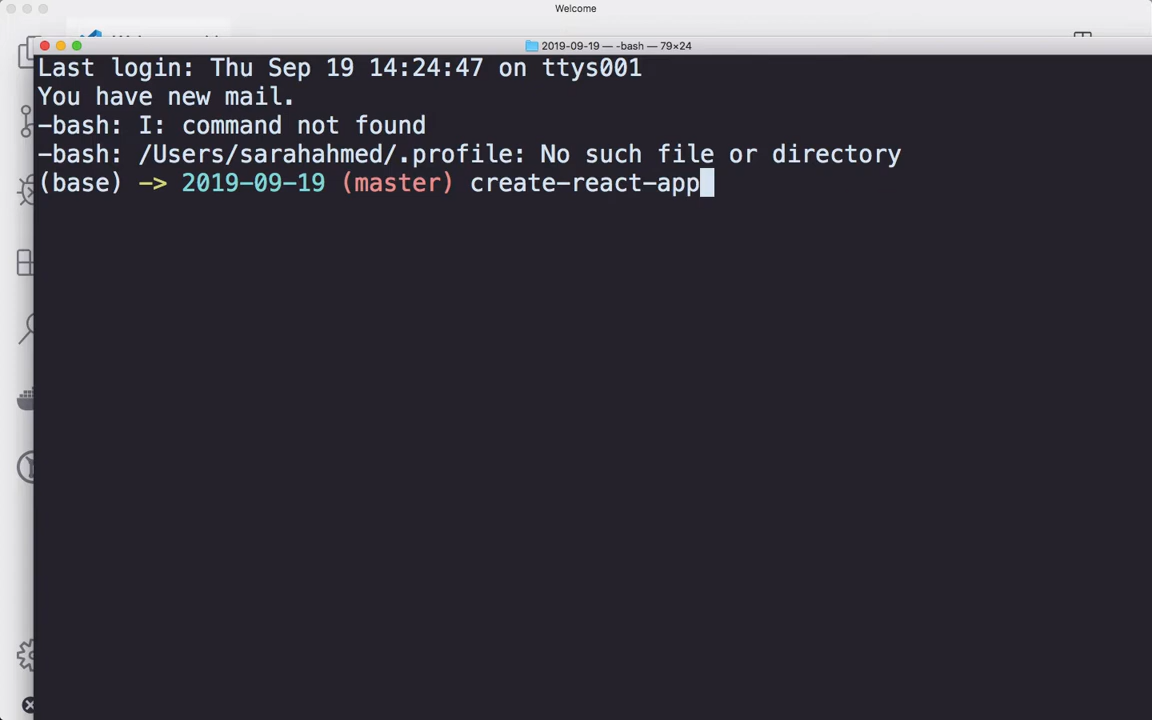 Welcome
2019-09-19 — -bash — 79×24
Last login: Thu Sep 19 14:24:47 on ttys001
You have new mail.
-bash: I: command not found
-bash: /Users/sarahahmed/.profile: No such file or directory
(base) -> 2019-09-19 (master) create-react-app